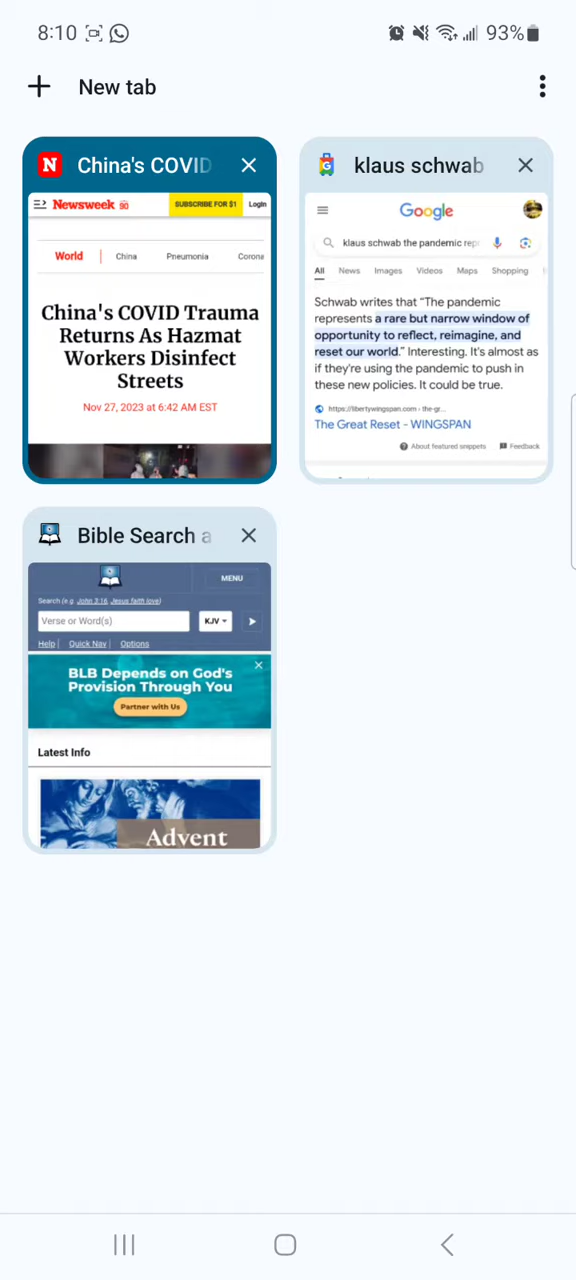 8:10 93%
New tab
China's COVID
Newsweek 90 SUBSCRIBE FOR $1 Login
World China Pneumonia Corona
China's COVID Trauma
Returns As Hazmat
Workers Disinfect
Streets
Nov 27, 2023 at 6:42 AM EST
klaus schwab
Google
klaus schwab the pandemic repr
All News Images Videos Maps Shopping
Schwab writes that “The pandemic
represents a rare but narrow window of
opportunity to reflect, reimagine, and
reset our world.” Interesting. It's almost as
if they're using the pandemic to push in
these new policies. It could be true.
https://libertywingspan.com › the-gr...
The Great Reset - WINGSPAN
About featured snippets Feedback
Bible Search a
MENU
Search (e.g. John 3:16 Jesus faith love)
Verse or Word(s) KJV
Help Quick Nav Options
BLB Depends on God's
Provision Through You
Partner with Us
Latest Info
Advent